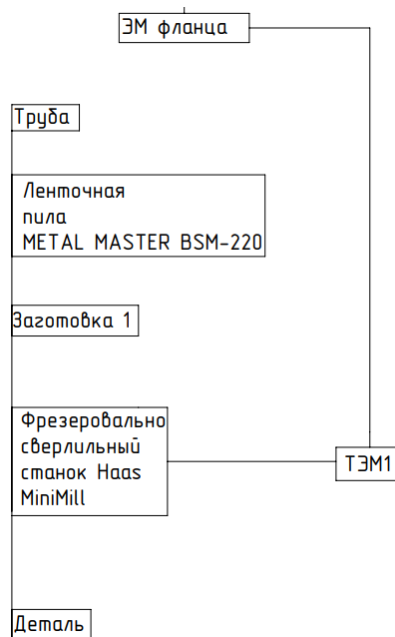 ЭМ фланца
Труба
Ленточная
пила
METAL MASTER BSM-220
Заготовка 1
Фрезеровально
сверлильный
станок Haas
MiniMill
ТЭМ1
Деталь